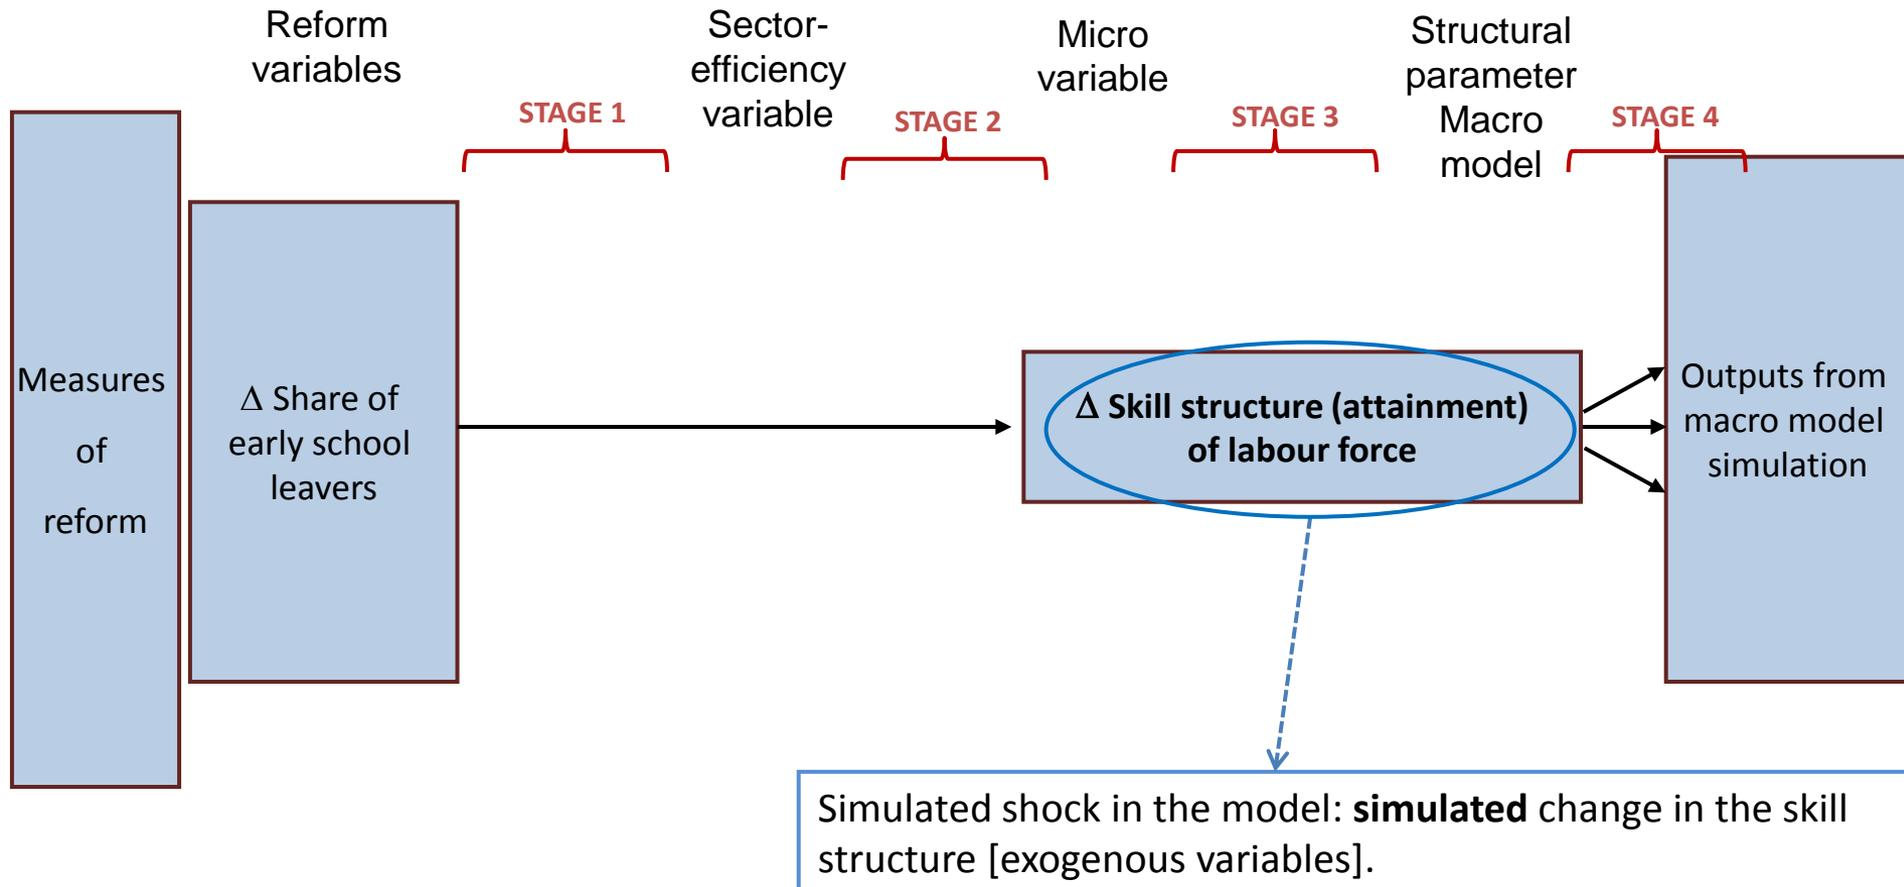 Reform
variables
Sector-
efficiency
variable
Micro
variable
Structural
parameter
Macro
model
STAGE 1
STAGE 2
STAGE 3
STAGE 4
Measures
of
reform
Δ Share of
early school
leavers
Δ Skill structure (attainment)
of labour force
Outputs from
macro model
simulation
Simulated shock in the model: simulated change in the skill
structure [exogenous variables].